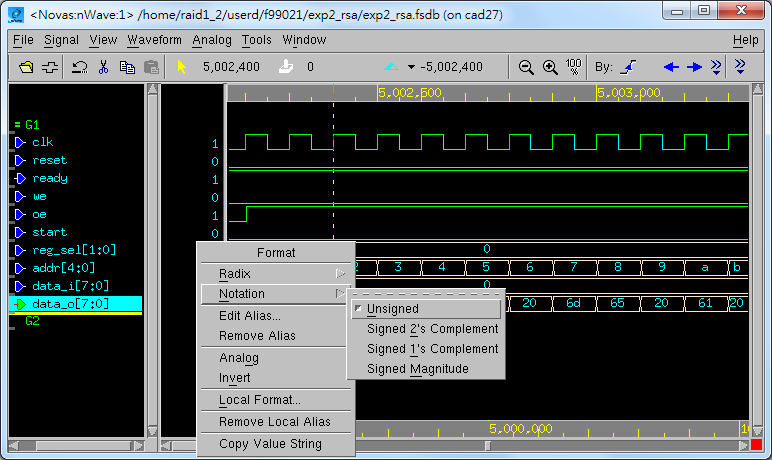 <Novas:nWave:1> /home/raid1_2/userd/f99021/exp2_rsa/exp2_rsa.fsdb (on cad27)
File Signal View Waveform Analog Tools Window Help
5,002,400 0 -5,002,400 100 % By:
5,002,500 5,003,000
G1
clk 1
reset 0
ready 1
we 0
oe 1
start 0
reg_sel[1:0] 0
addr[4:0] 2 3 4 5 6 7 8 9 a b
data_i[7:0] 0
data_o[7:0] 20 6d 65 20 61 20
G2
Format
Radix
Notation
Edit Alias...
Remove Alias
Analog
Invert
Local Format...
Remove Local Alias
Copy Value String
Unsigned
Signed 2's Complement
Signed 1's Complement
Signed Magnitude
0 5,000,000